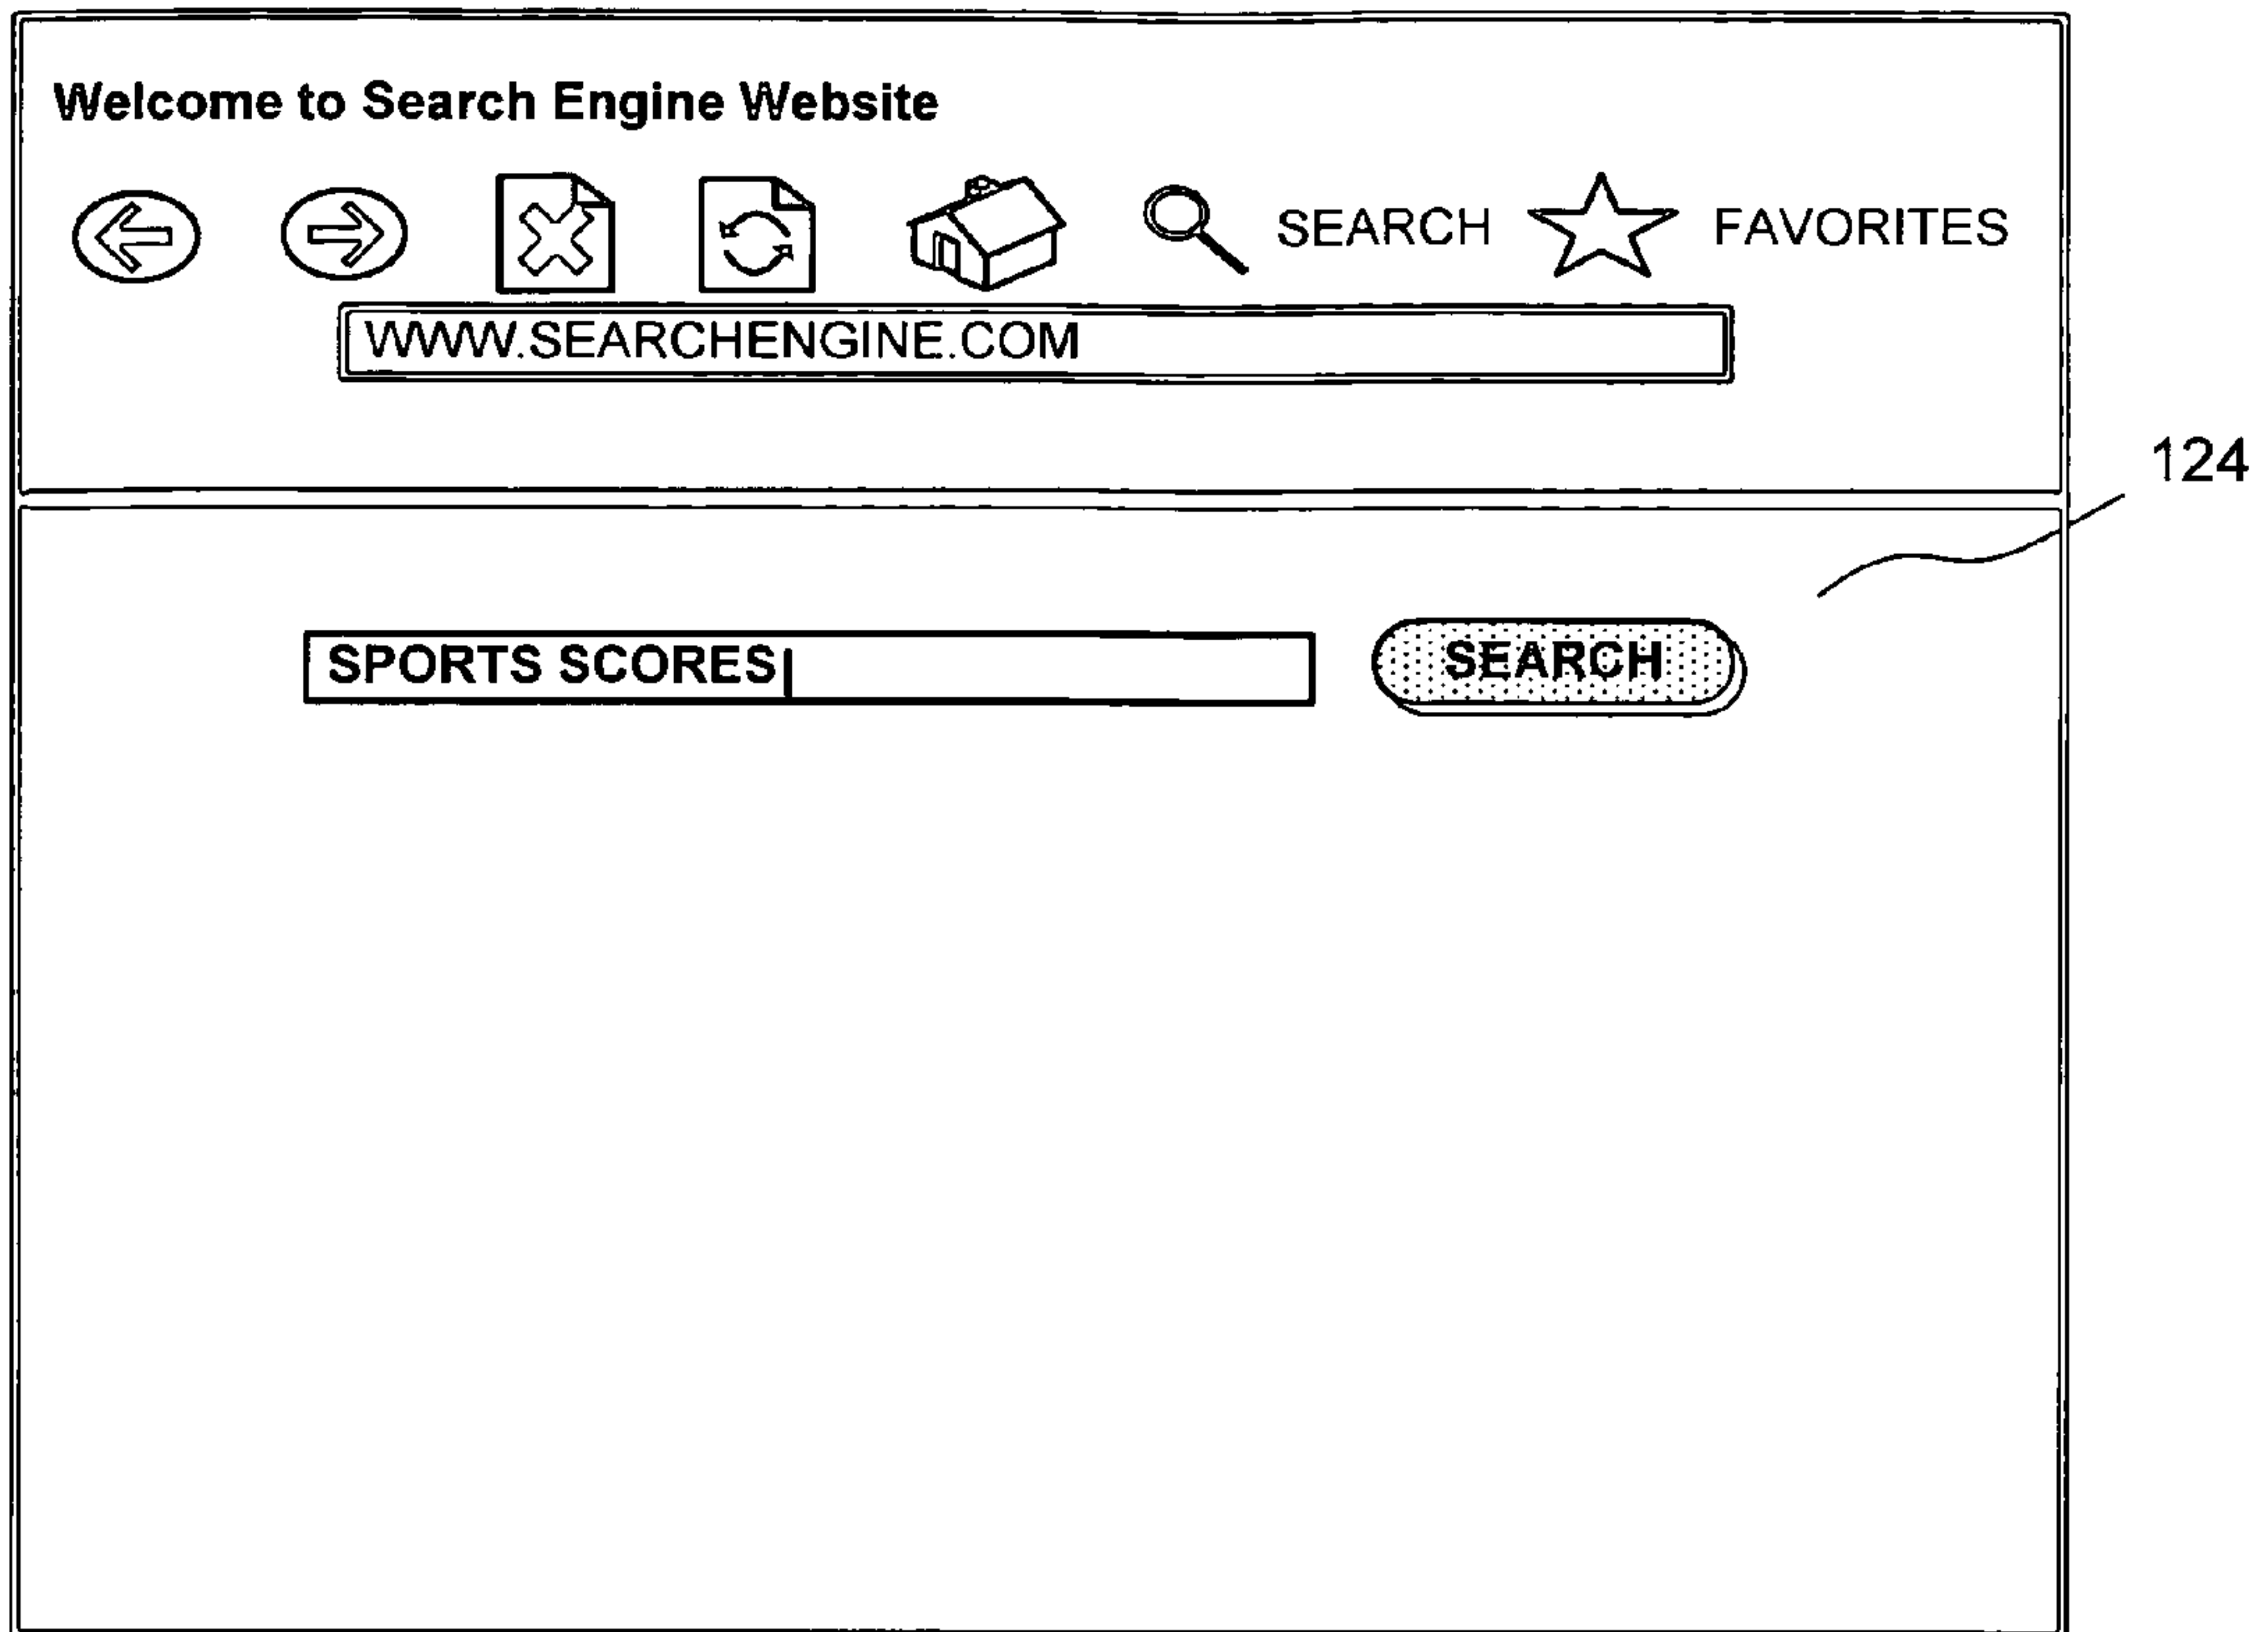 Welcome to Search Engine Website
SEARCH FAVORITES
WWW.SEARCHENGINE.COM
124
SPORTS SCORES
SEARCH